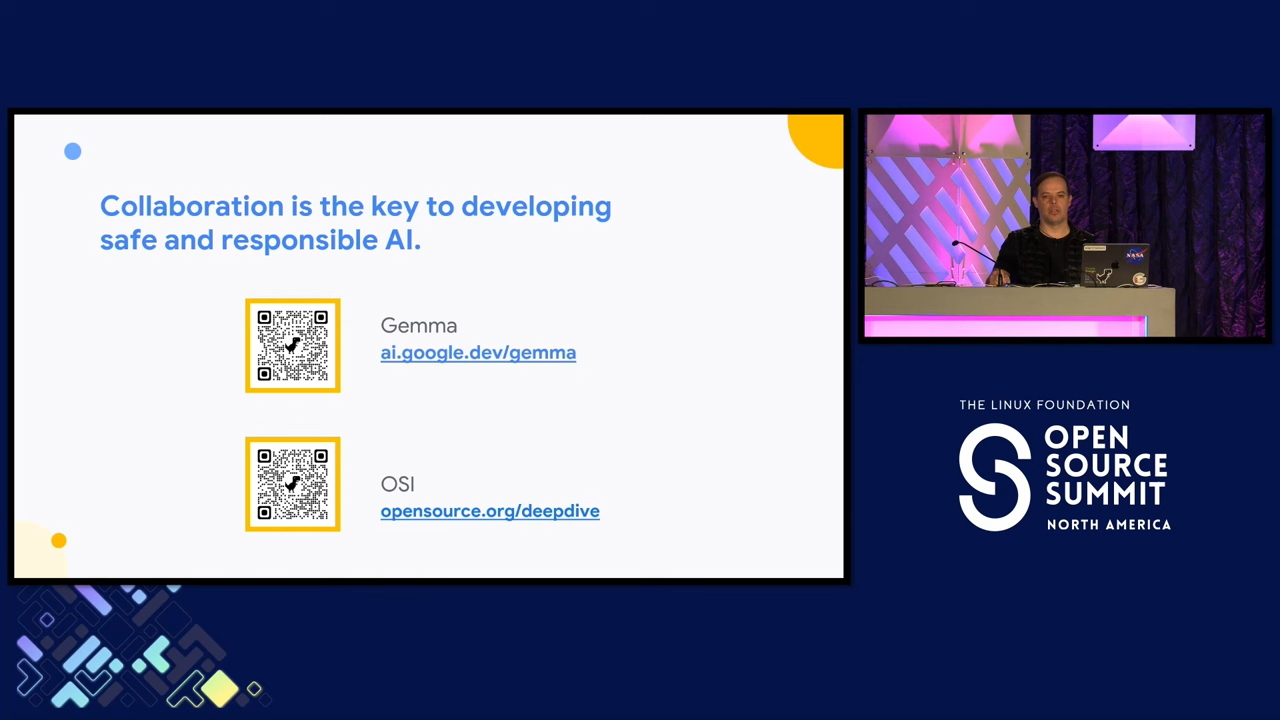 Collaboration is the key to developing
safe and responsible AI.
Gemma
ai.google.dev/gemma
OSI
opensource.org/deepdive
NASA
THE LINUX FOUNDATION
OPEN
SOURCE
SUMMIT
NORTH AMERICA